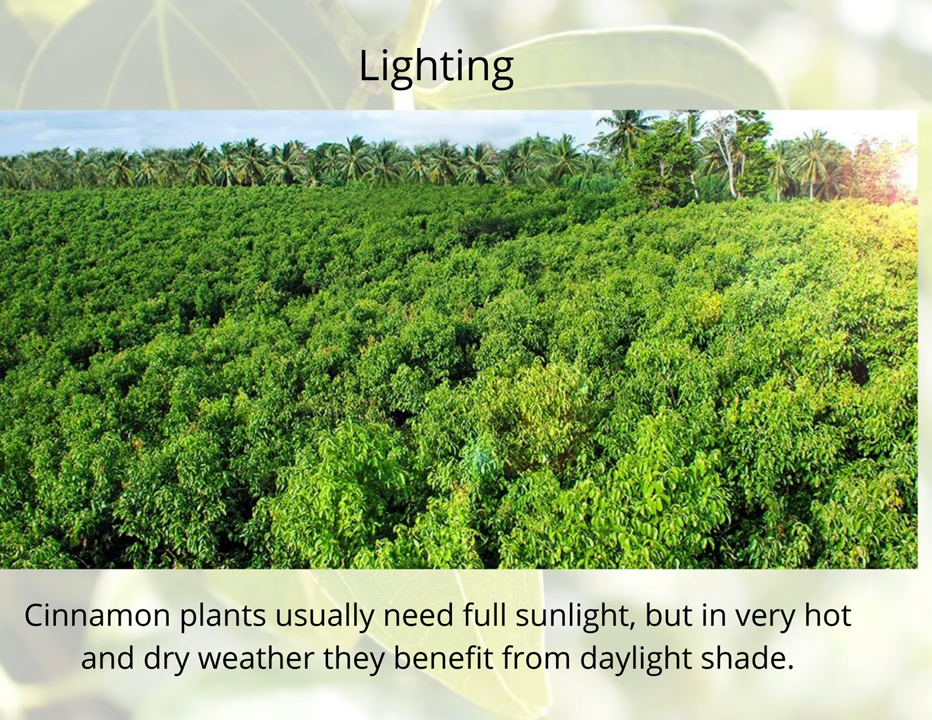 Lighting
Cinnamon plants usually need full sunlight, but in very hot
and dry weather they benefit from daylight shade.